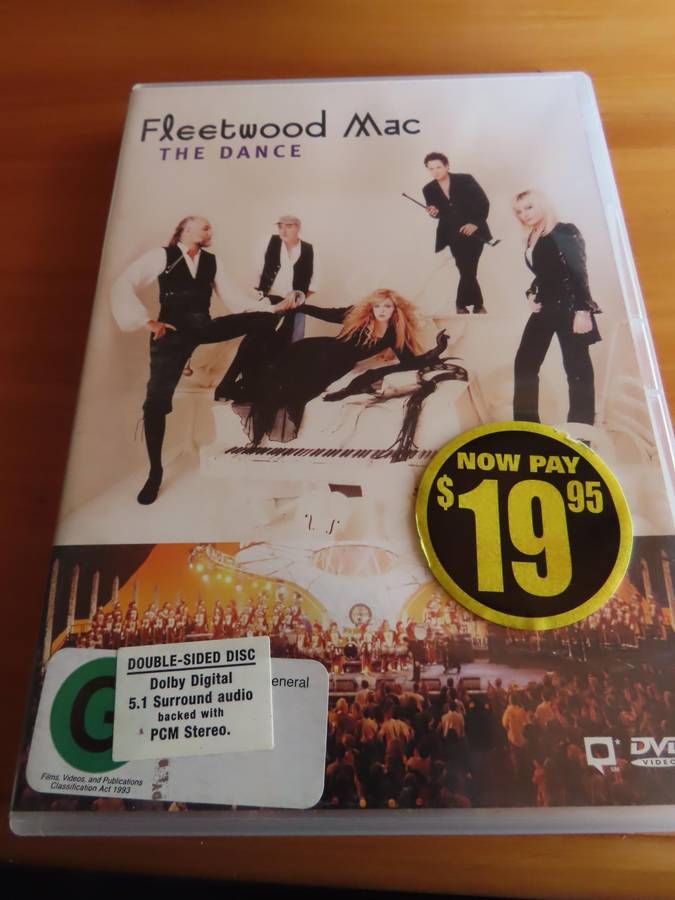 Fleetwood Mac
THE DANCE
NOW PAY
$19.95
DOUBLE-SIDED DISC
Dolby Digital
5.1 Surround audio
backed with
PCM Stereo.
G
eneral
Films, Videos, and Publications
Classification Act 1993
DVD
VIDEO